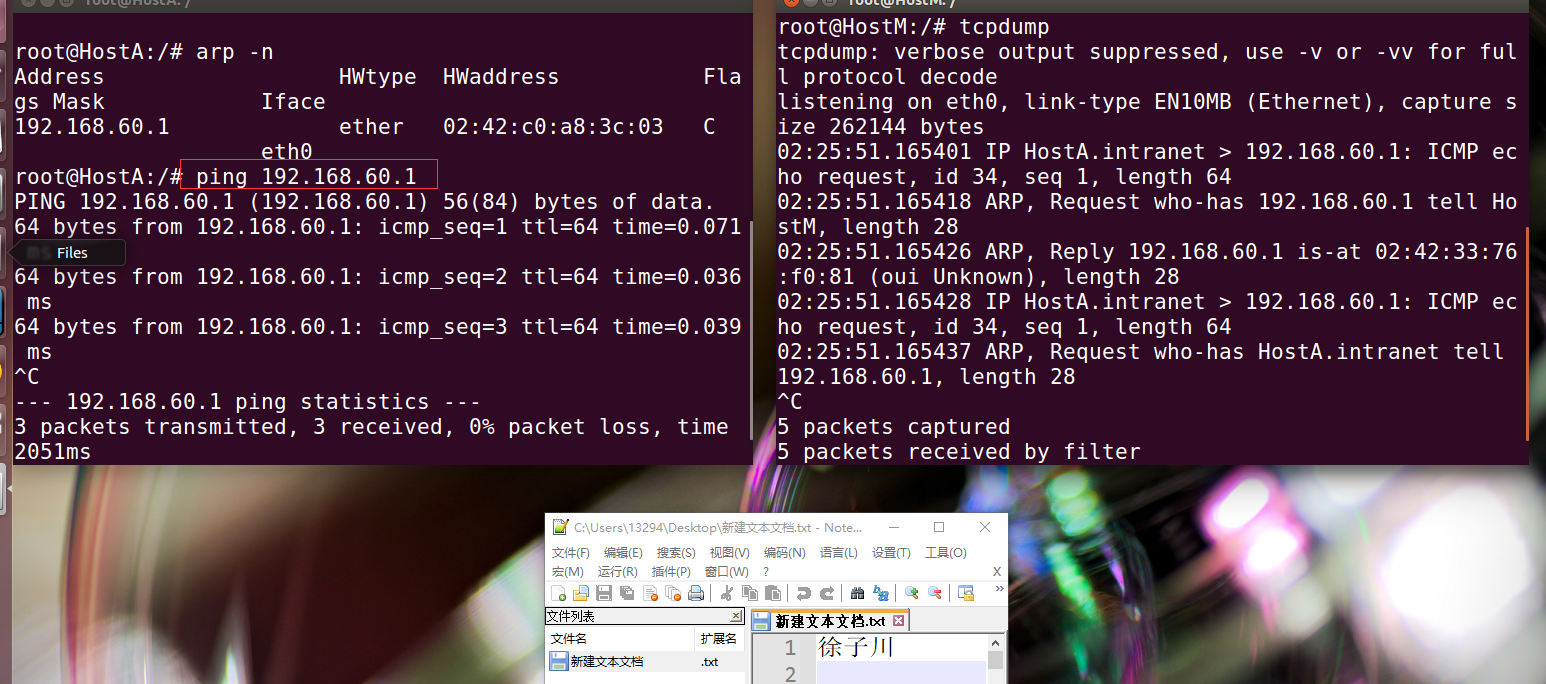 root@HostA: /
root@HostA:/# arp -n
Address                  HWtype  HWaddress           Fla
gs Mask            Iface
192.168.60.1             ether   02:42:c0:a8:3c:03   C
                   eth0
root@HostA:/# ping 192.168.60.1
PING 192.168.60.1 (192.168.60.1) 56(84) bytes of data.
64 bytes from 192.168.60.1: icmp_seq=1 ttl=64 time=0.071
ms Files
64 bytes from 192.168.60.1: icmp_seq=2 ttl=64 time=0.036
 ms
64 bytes from 192.168.60.1: icmp_seq=3 ttl=64 time=0.039
 ms
^C
--- 192.168.60.1 ping statistics ---
3 packets transmitted, 3 received, 0% packet loss, time
2051ms
root@HostM: /
root@HostM:/# tcpdump
tcpdump: verbose output suppressed, use -v or -vv for ful
l protocol decode
listening on eth0, link-type EN10MB (Ethernet), capture s
ize 262144 bytes
02:25:51.165401 IP HostA.intranet > 192.168.60.1: ICMP ec
ho request, id 34, seq 1, length 64
02:25:51.165418 ARP, Request who-has 192.168.60.1 tell Ho
stM, length 28
02:25:51.165426 ARP, Reply 192.168.60.1 is-at 02:42:33:76
:f0:81 (oui Unknown), length 28
02:25:51.165428 IP HostA.intranet > 192.168.60.1: ICMP ec
ho request, id 34, seq 1, length 64
02:25:51.165437 ARP, Request who-has HostA.intranet tell
192.168.60.1, length 28
^C
5 packets captured
5 packets received by filter
C:\Users\13294\Desktop\新建文本文档.txt - Note...
文件(F) 编辑(E) 搜索(S) 视图(V) 编码(N) 语言(L) 设置(T) 工具(O)
宏(M) 运行(R) 插件(P) 窗口(W) ? X
文件列表
文件名 扩展名
新建文本文档 .txt
新建文本文档.txt
1 徐子川
2